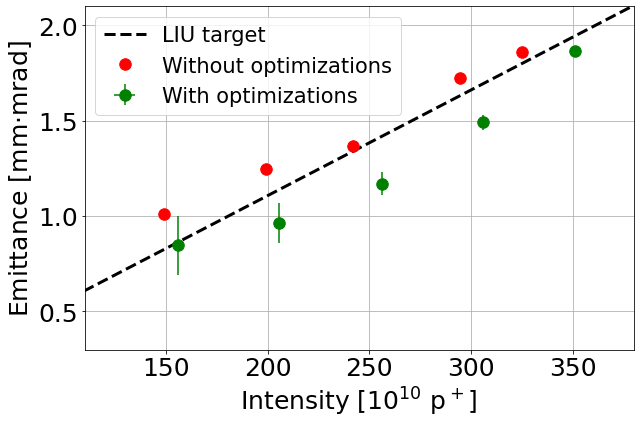 2.0
1.5
1.0
0.5
Emittance [mm·mrad]
LIU target
Without optimizations
With optimizations
150 200 250 300 350
Intensity [10¹⁰ p⁺]